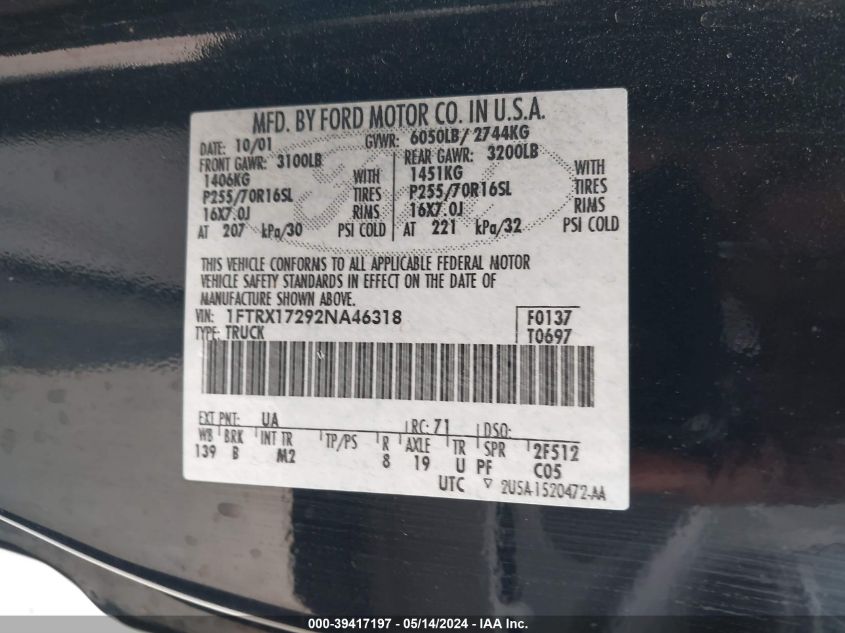 MFD. BY FORD MOTOR CO. IN U.S.A.
DATE: 10/01 GVWR: 6050LB/ 2744KG
FRONT GAWR: 3100LB REAR GAWR: 3200LB
1406KG WITH 1451KG WITH
P255/70R16SL TIRES P255/70R16SL TIRES
16X7.0J RIMS 16X7.0J RIMS
AT 207 kPa/30 PSI COLD AT 221 kPa/32 PSI COLD
THIS VEHICLE CONFORMS TO ALL APPLICABLE FEDERAL MOTOR
VEHICLE SAFETY STANDARDS IN EFFECT ON THE DATE OF
MANUFACTURE SHOWN ABOVE.
VIN: 1FTRX17292NA46318 F0137
TYPE: TRUCK T0697
EXT PNT: UA RC: 71 DSO:
WB BRK INT TR TP/PS R AXLE TR SPR 2F512
139 B M2 8 19 U PF C05
UTC ▽ 2U5A-1520472-AA
000-39417197 - 05/14/2024 - IAA Inc.